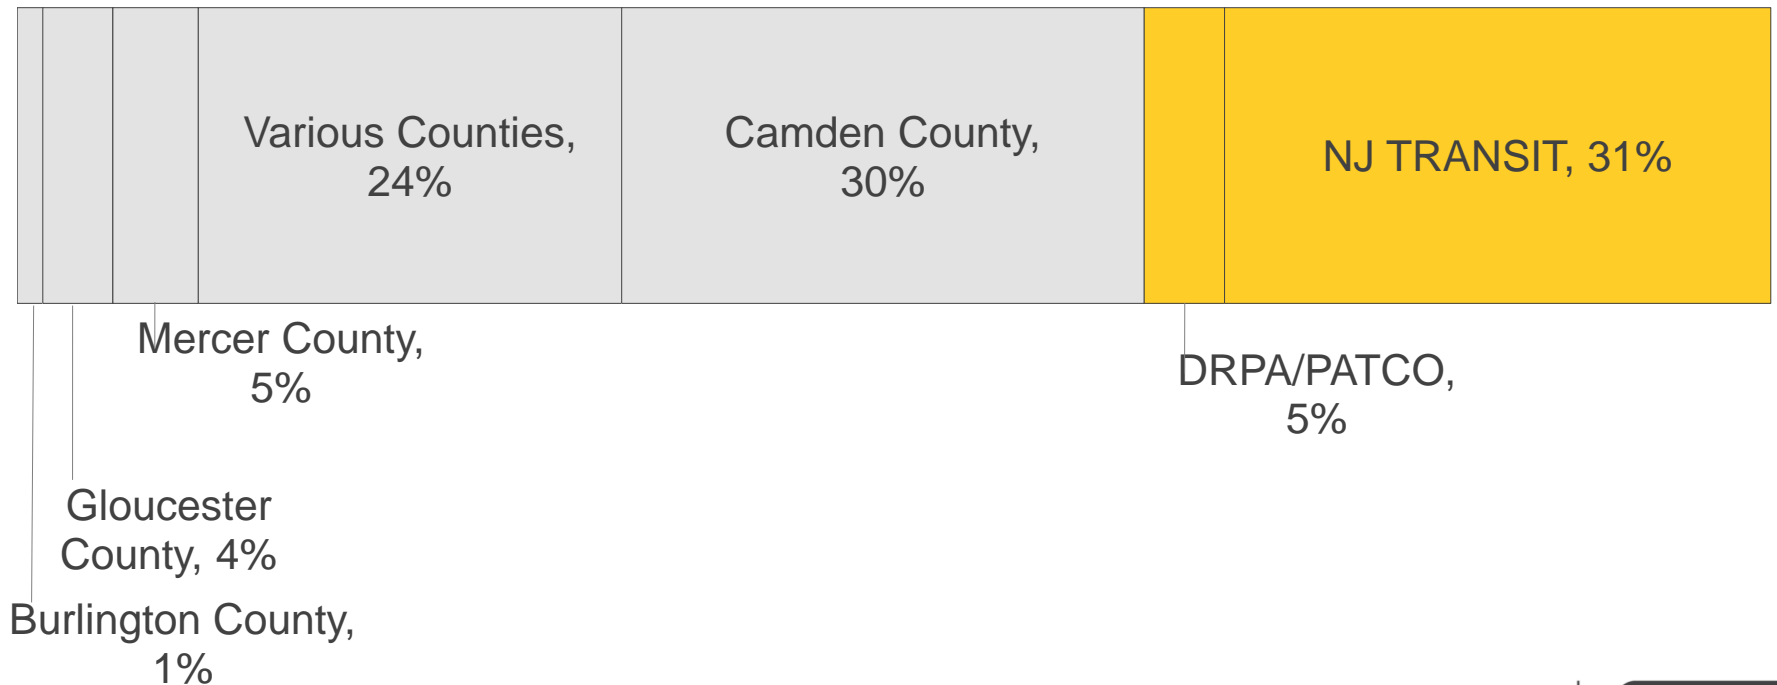 Various Counties,
24%
Camden County,
30%
NJ TRANSIT, 31%
Mercer County,
5%
DRPA/PATCO,
5%
Gloucester
County, 4%
Burlington County,
1%